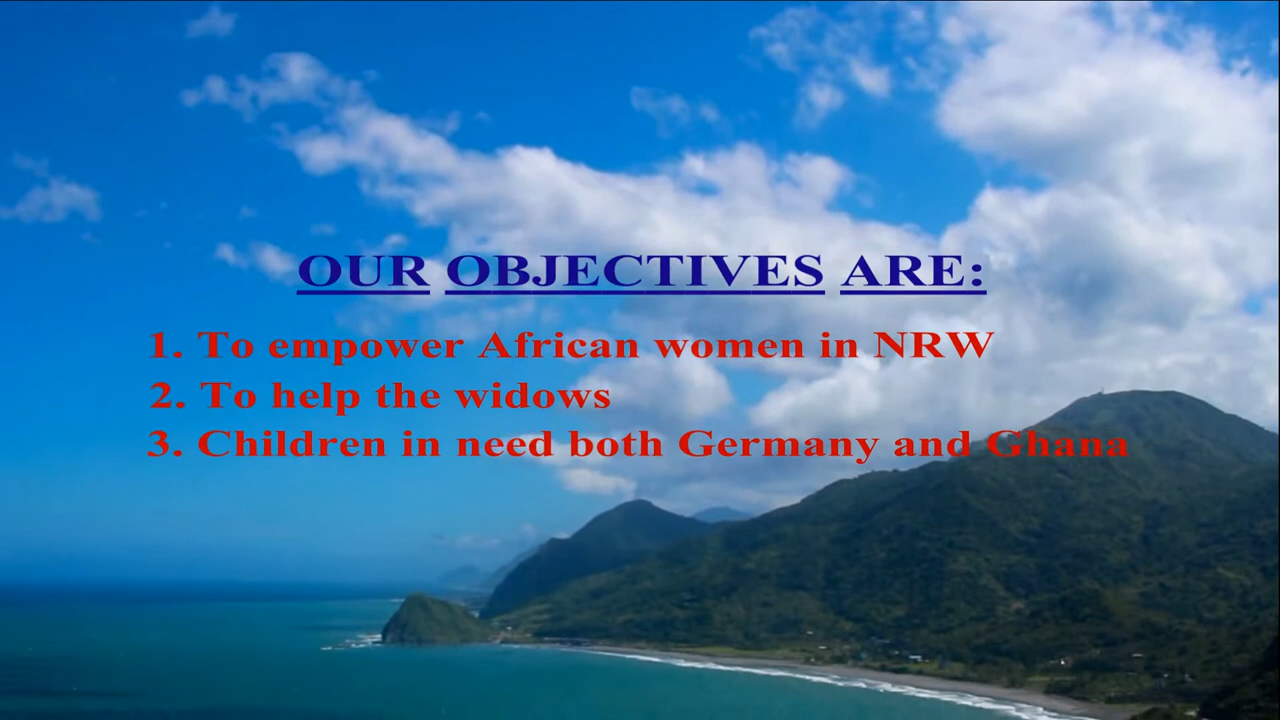 OUR OBJECTIVES ARE:
1. To empower African women in NRW
2. To help the widows
3. Children in need both Germany and Ghana